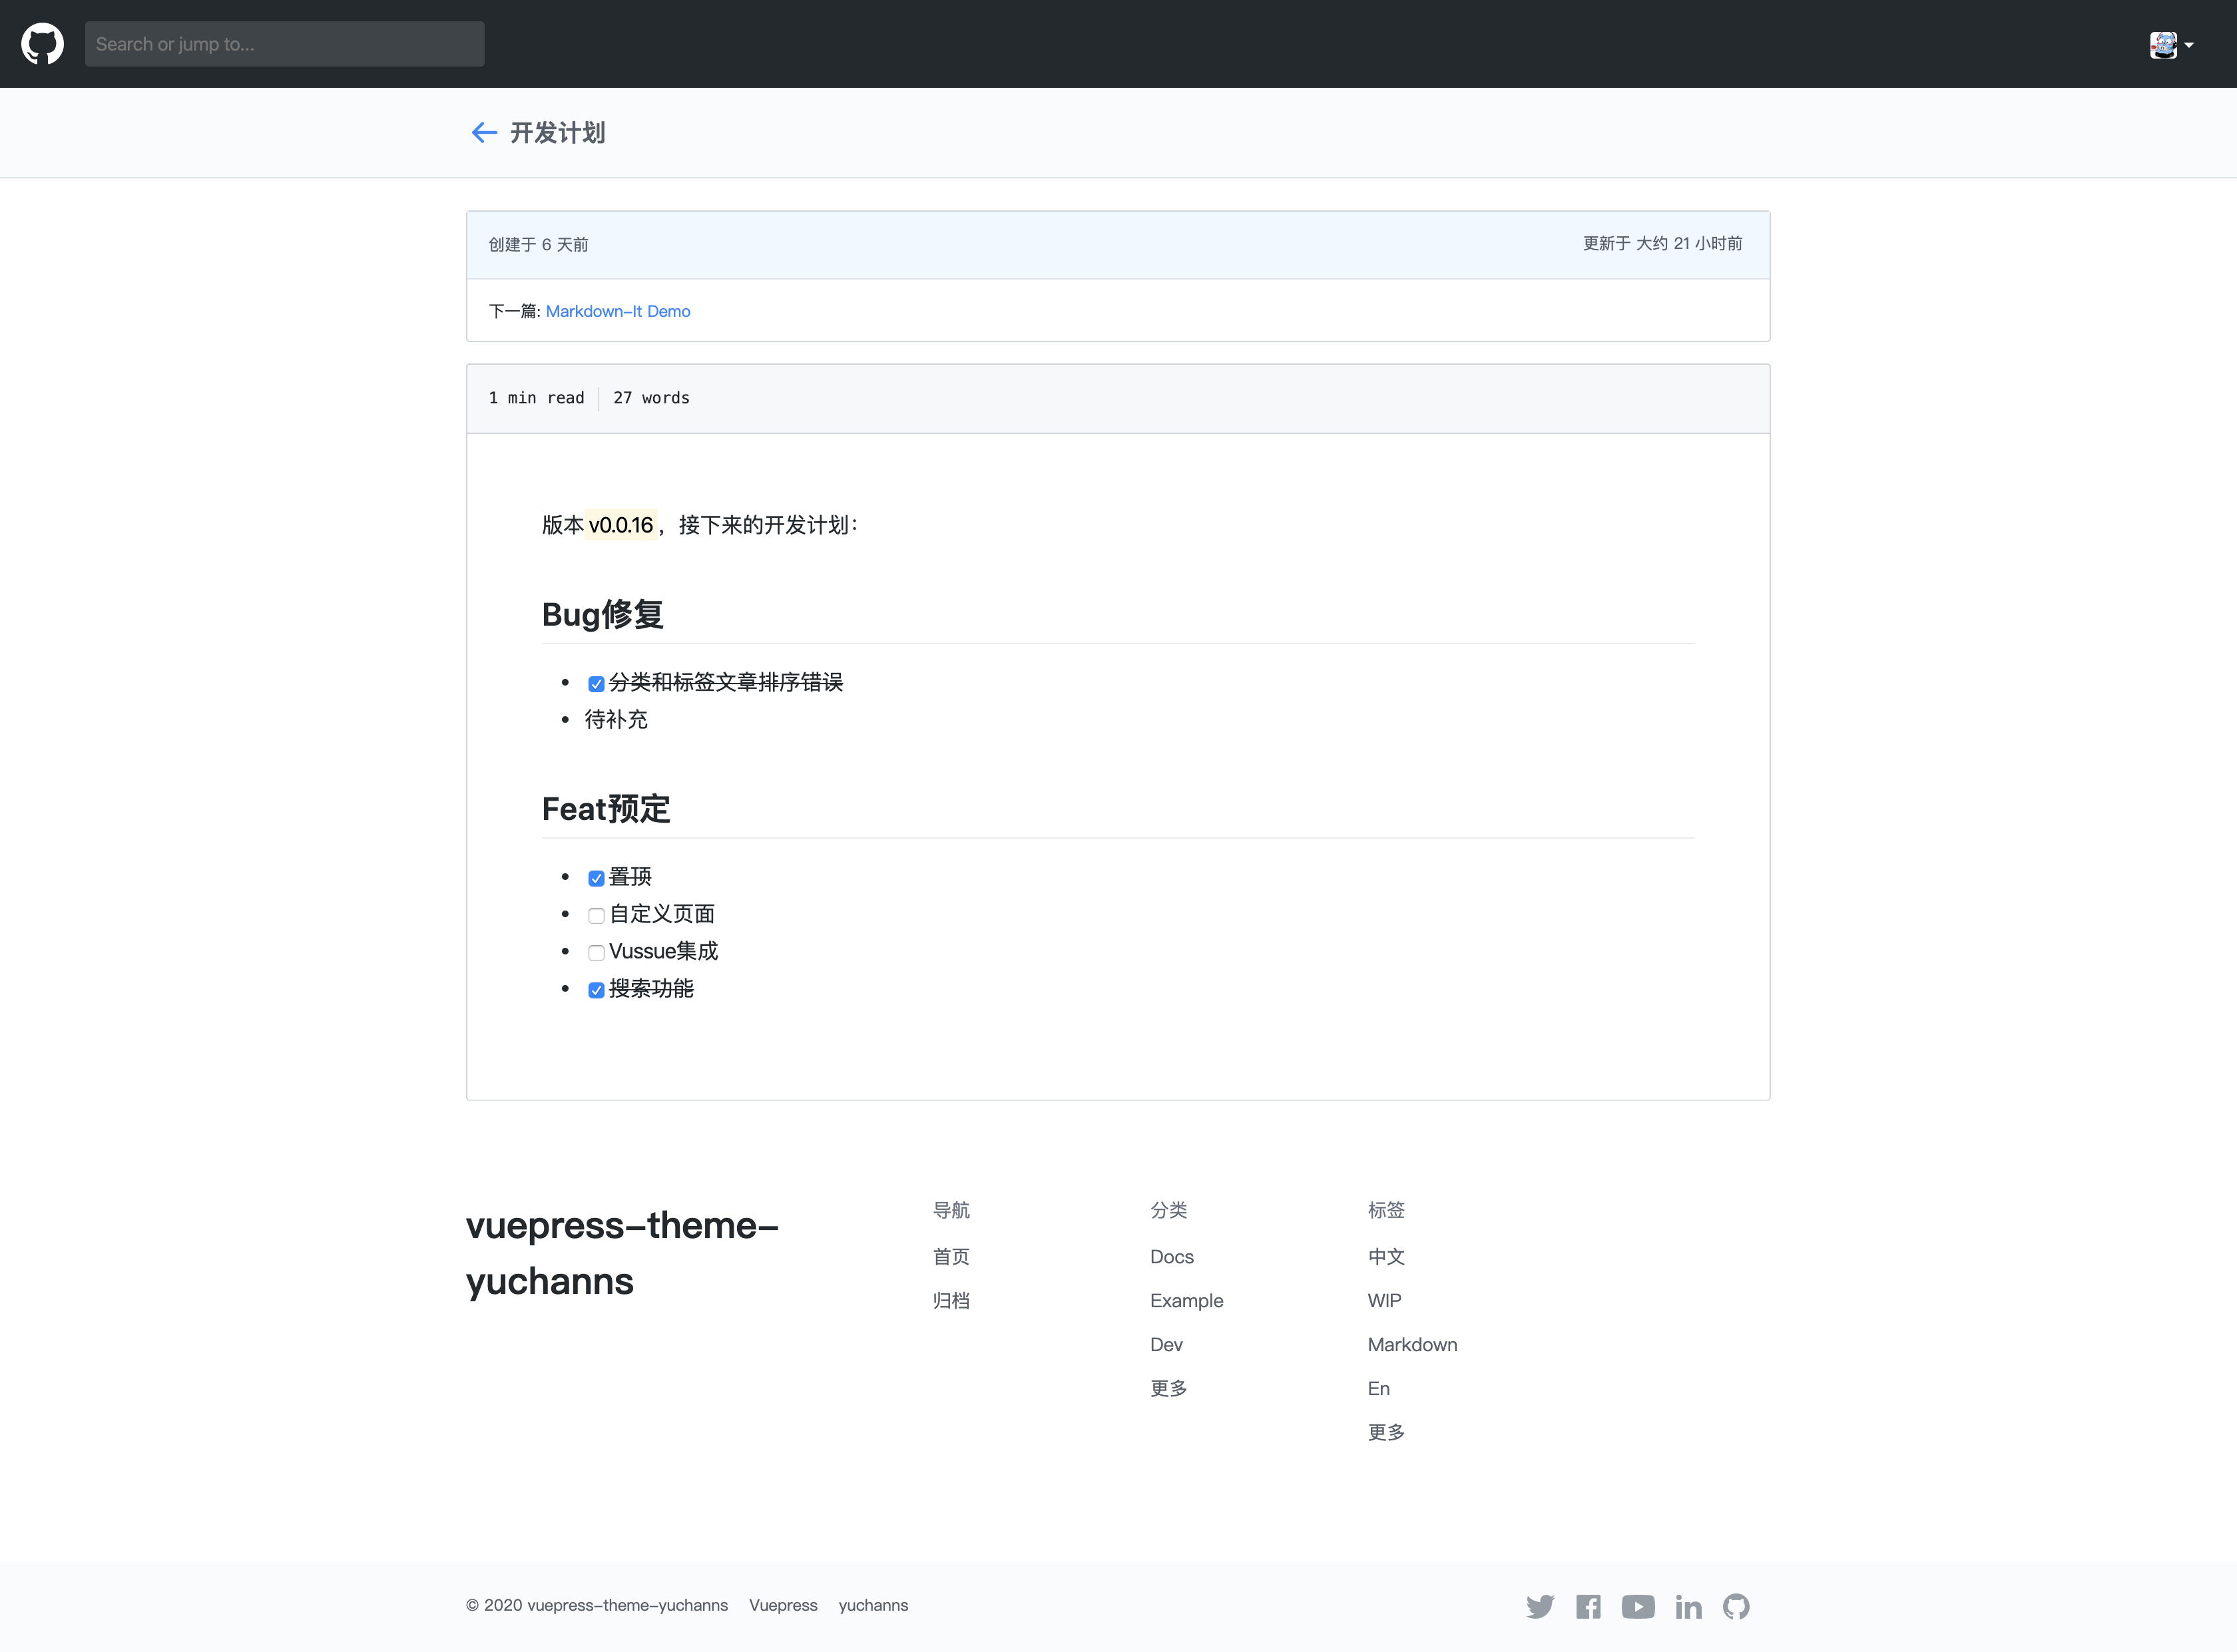 Search or jump to...
开发计划
创建于 6 天前
更新于 大约 21 小时前
下一篇: Markdown-It Demo
1 min read
27 words
版本 v0.0.16，接下来的开发计划：
Bug修复
分类和标签文章排序错误
待补充
Feat预定
置顶
自定义页面
Vussue集成
搜索功能
vuepress-theme-
yuchanns
导航
首页
归档
分类
Docs
Example
Dev
更多
标签
中文
WIP
Markdown
En
更多
© 2020 vuepress-theme-yuchanns Vuepress yuchanns